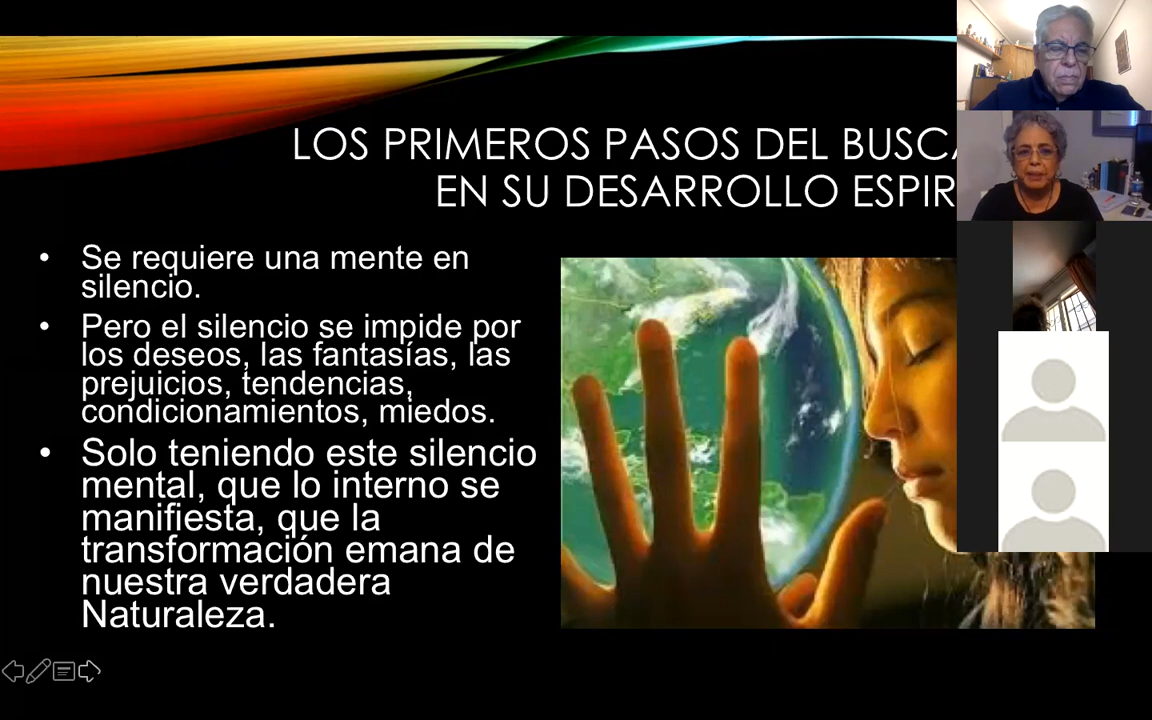 LOS PRIMEROS PASOS DEL
EN SU DESARROLLO
• Se requiere una mente en
silencio.
• Pero el silencio se impide por
los deseos, las fantasías, las
prejuicios, tendencias,
condicionamientos, miedos.
• Solo teniendo este silencio
mental, que lo interno se
manifiesta, que la
transformación emana de
nuestra verdadera
Naturaleza.